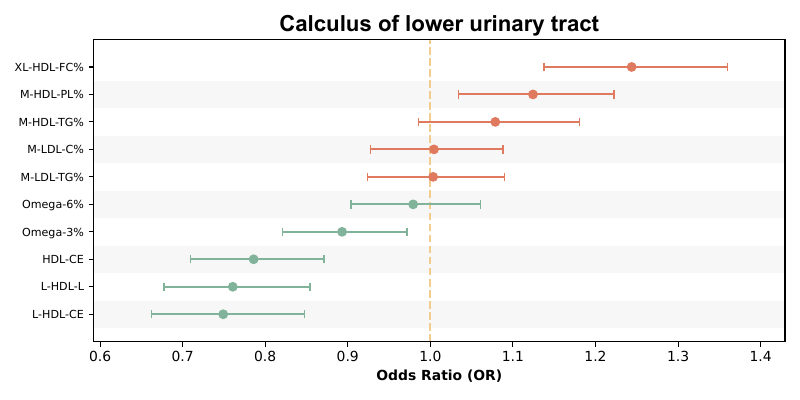 Calculus of lower urinary tract
XL-HDL-FC%
M-HDL-PL%
M-HDL-TG%
M-LDL-C%
M-LDL-TG%
Omega-6%
Omega-3%
HDL-CE
L-HDL-L
L-HDL-CE
0.6 0.7 0.8 0.9 1.0 1.1 1.2 1.3 1.4
Odds Ratio (OR)